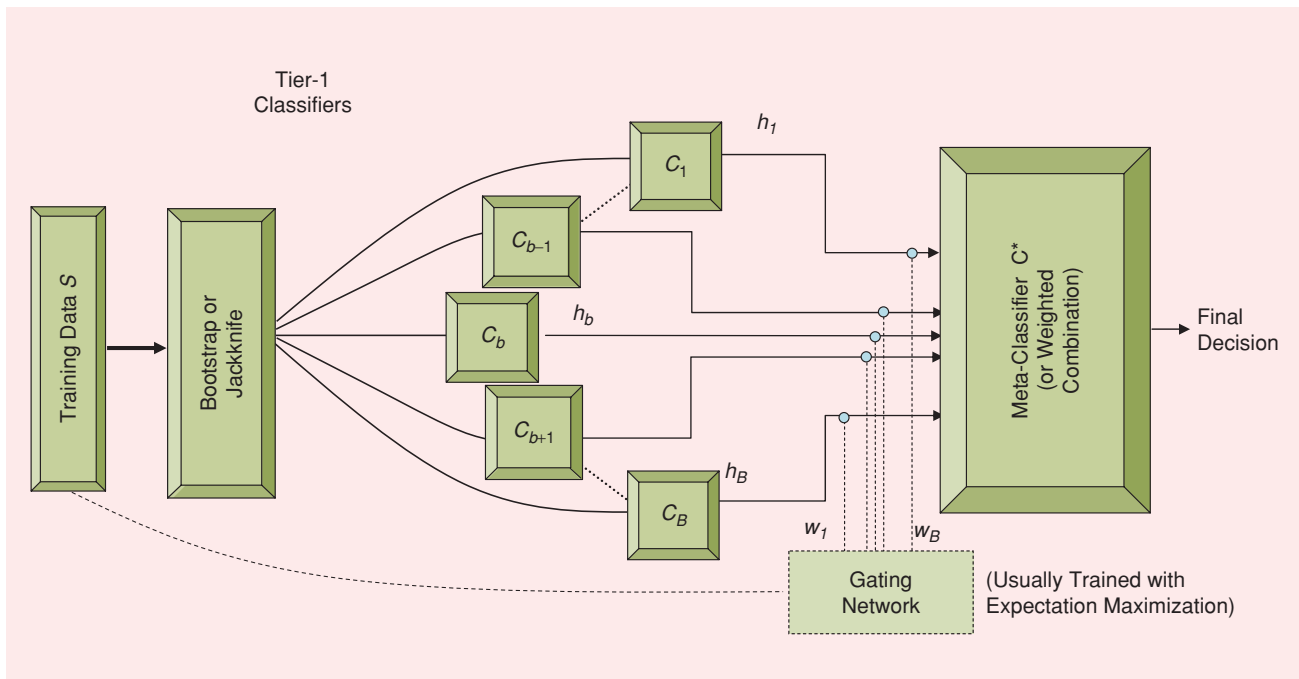 Tier-1
Classifiers
Training Data S
Bootstrap or
Jackknife
C1
Cb–1
Cb
Cb+1
CB
h1
hb
hB
w1
wB
Meta-Classifier C*
(or Weighted
Combination)
Final
Decision
Gating
Network
(Usually Trained with
Expectation Maximization)